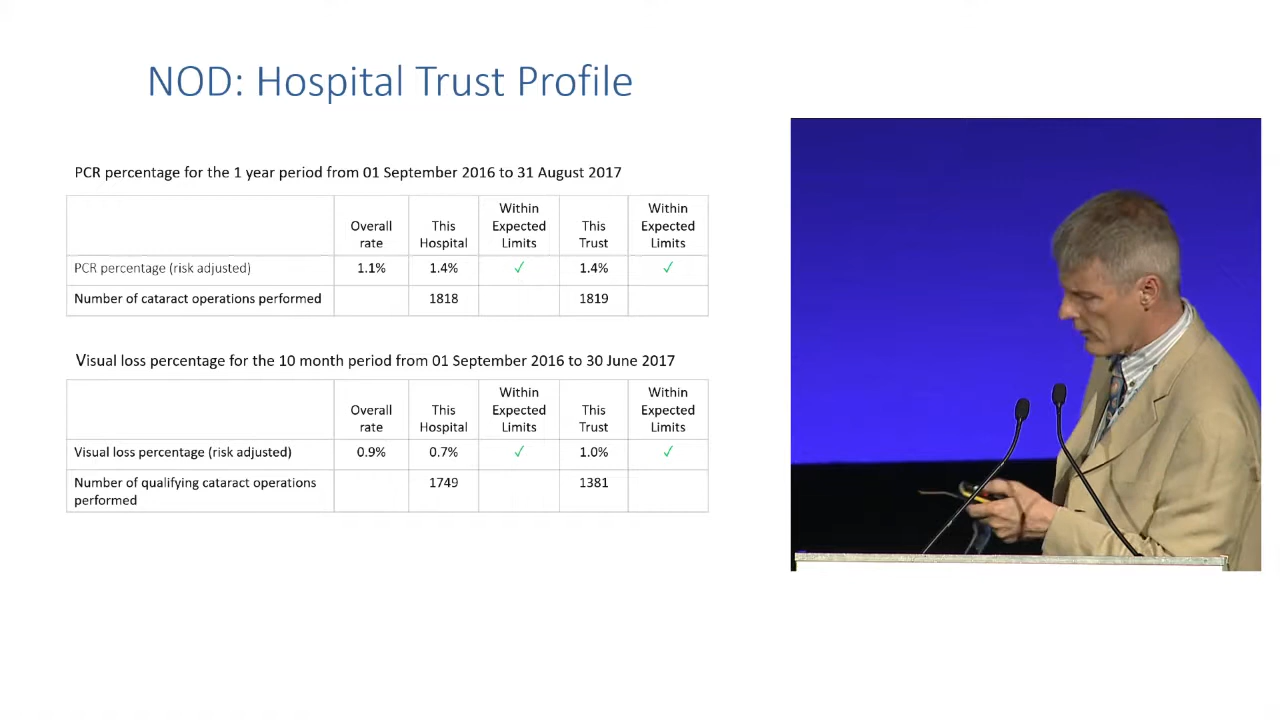 NOD: Hospital Trust Profile
PCR percentage for the 1 year period from 01 September 2016 to 31 August 2017
Overall rate This Hospital Within Expected Limits This Trust Within Expected Limits
PCR percentage (risk adjusted) 1.1% 1.4% ✓ 1.4% ✓
Number of cataract operations performed 1818 1819
Visual loss percentage for the 10 month period from 01 September 2016 to 30 June 2017
Overall rate This Hospital Within Expected Limits This Trust Within Expected Limits
Visual loss percentage (risk adjusted) 0.9% 0.7% ✓ 1.0% ✓
Number of qualifying cataract operations performed 1749 1381